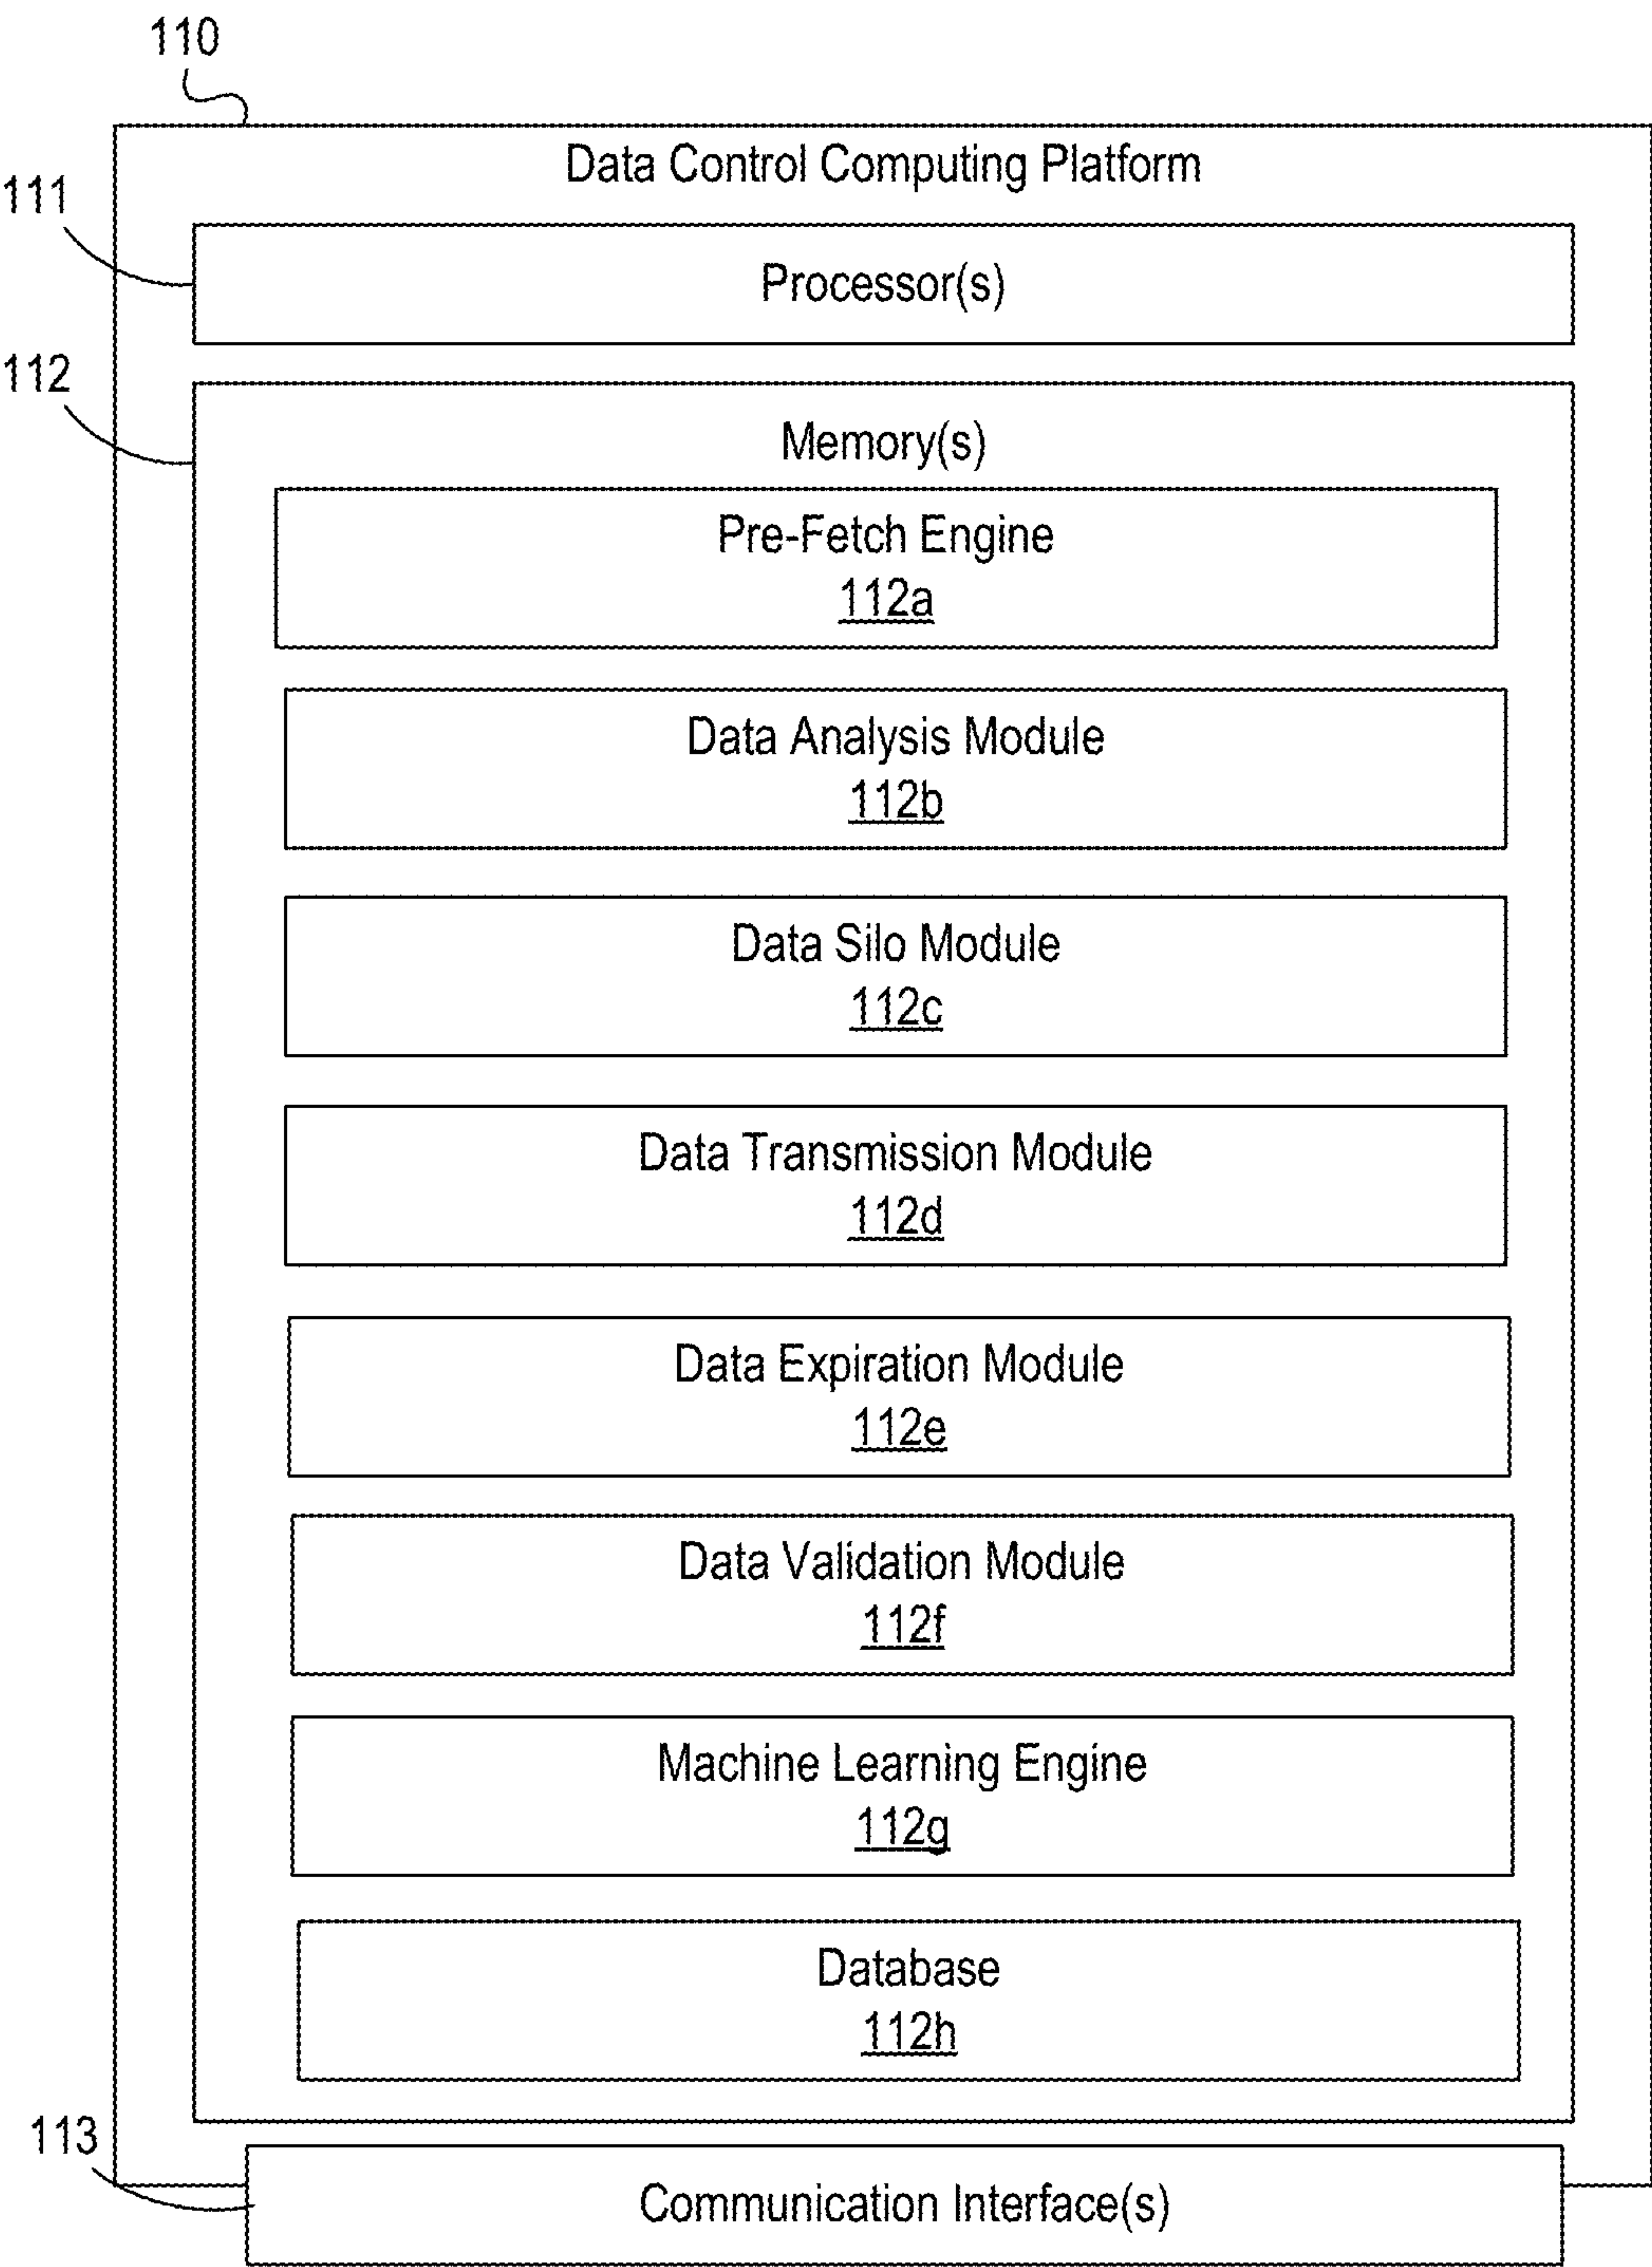 110
Data Control Computing Platform
111
Processor(s)
112
Memory(s)
Pre-Fetch Engine
112a
Data Analysis Module
112b
Data Silo Module
112c
Data Transmission Module
112d
Data Expiration Module
112e
Data Validation Module
112f
Machine Learning Engine
112g
Database
112h
113
Communication Interface(s)